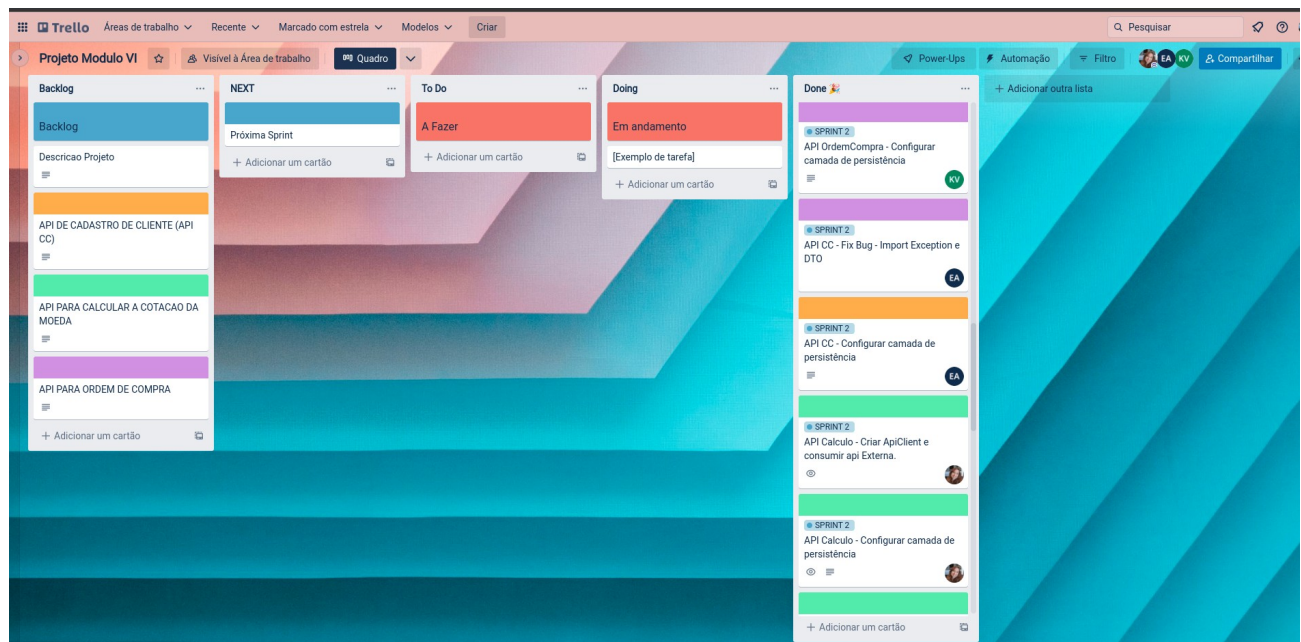 Trello
Áreas de trabalho
Recente
Marcado com estrela
Modelos
Criar
Pesquisar
Projeto Modulo VI
Visível à Área de trabalho
Quadro
Power-Ups
Automação
Filtro
EA
KV
Compartilhar
Backlog
Backlog
Descricao Projeto
API DE CADASTRO DE CLIENTE (API
CC)
API PARA CALCULAR A COTACAO DA
MOEDA
API PARA ORDEM DE COMPRA
+ Adicionar um cartão
NEXT
Próxima Sprint
+ Adicionar um cartão
To Do
A Fazer
+ Adicionar um cartão
Doing
Em andamento
[Exemplo de tarefa]
+ Adicionar um cartão
Done 🎉
SPRINT 2
API OrdemCompra - Configurar
camada de persistência
KV
SPRINT 2
API CC - Fix Bug - Import Exception e
DTO
EA
SPRINT 2
API CC - Configurar camada de
persistência
EA
SPRINT 2
API Calculo - Criar ApiClient e
consumir api Externa.
SPRINT 2
API Calculo - Configurar camada de
persistência
+ Adicionar um cartão
+ Adicionar outra lista